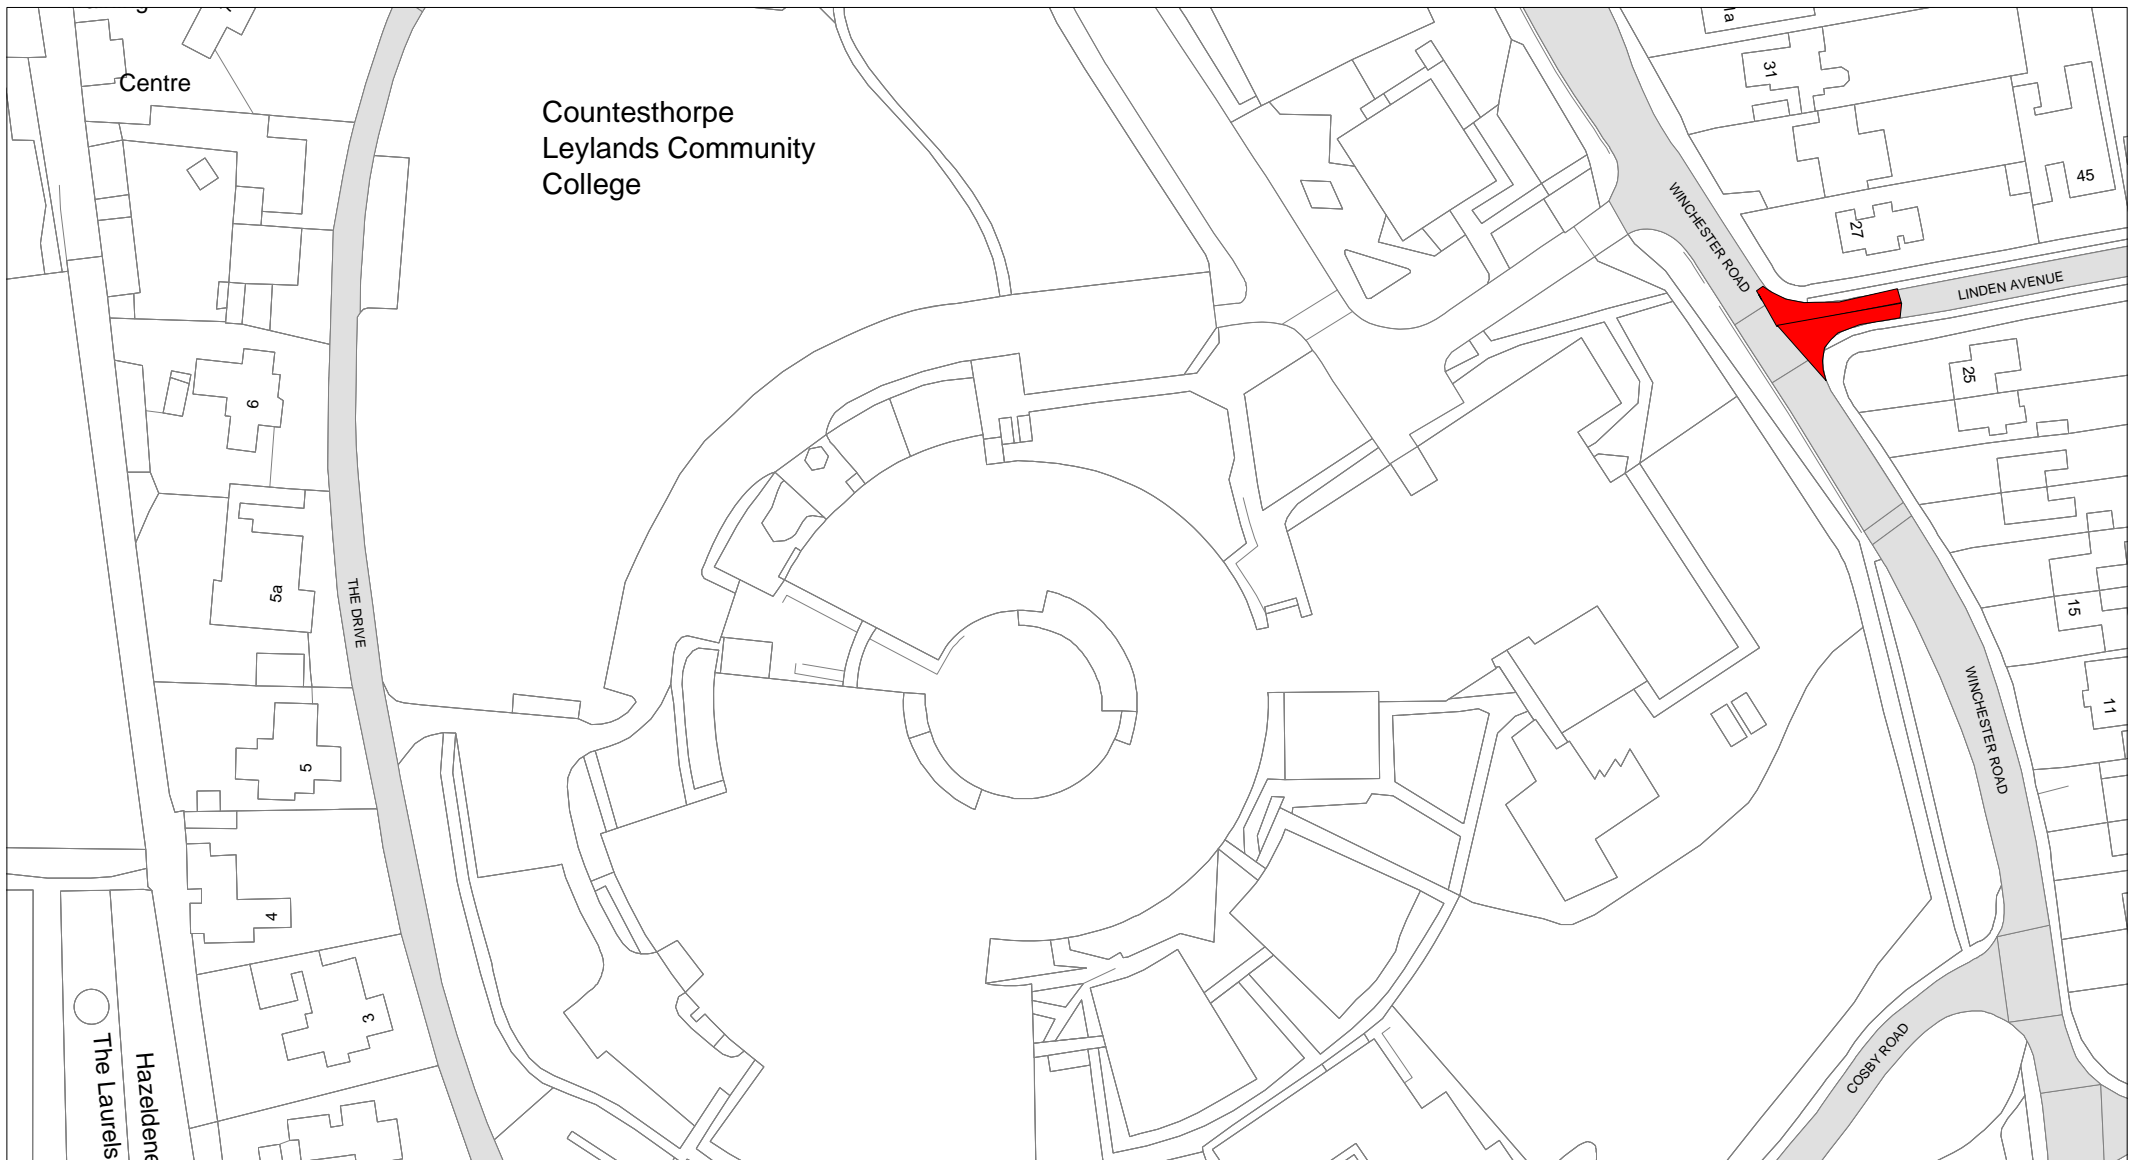 Centre
Countesthorpe
Leylands Community
College
1a
31
45
27
WINCHESTER ROAD
LINDEN AVENUE
25
6
5a
THE DRIVE
15
WINCHESTER ROAD
11
5
4
3
COSBY ROAD
The Laurels
Hazeldene